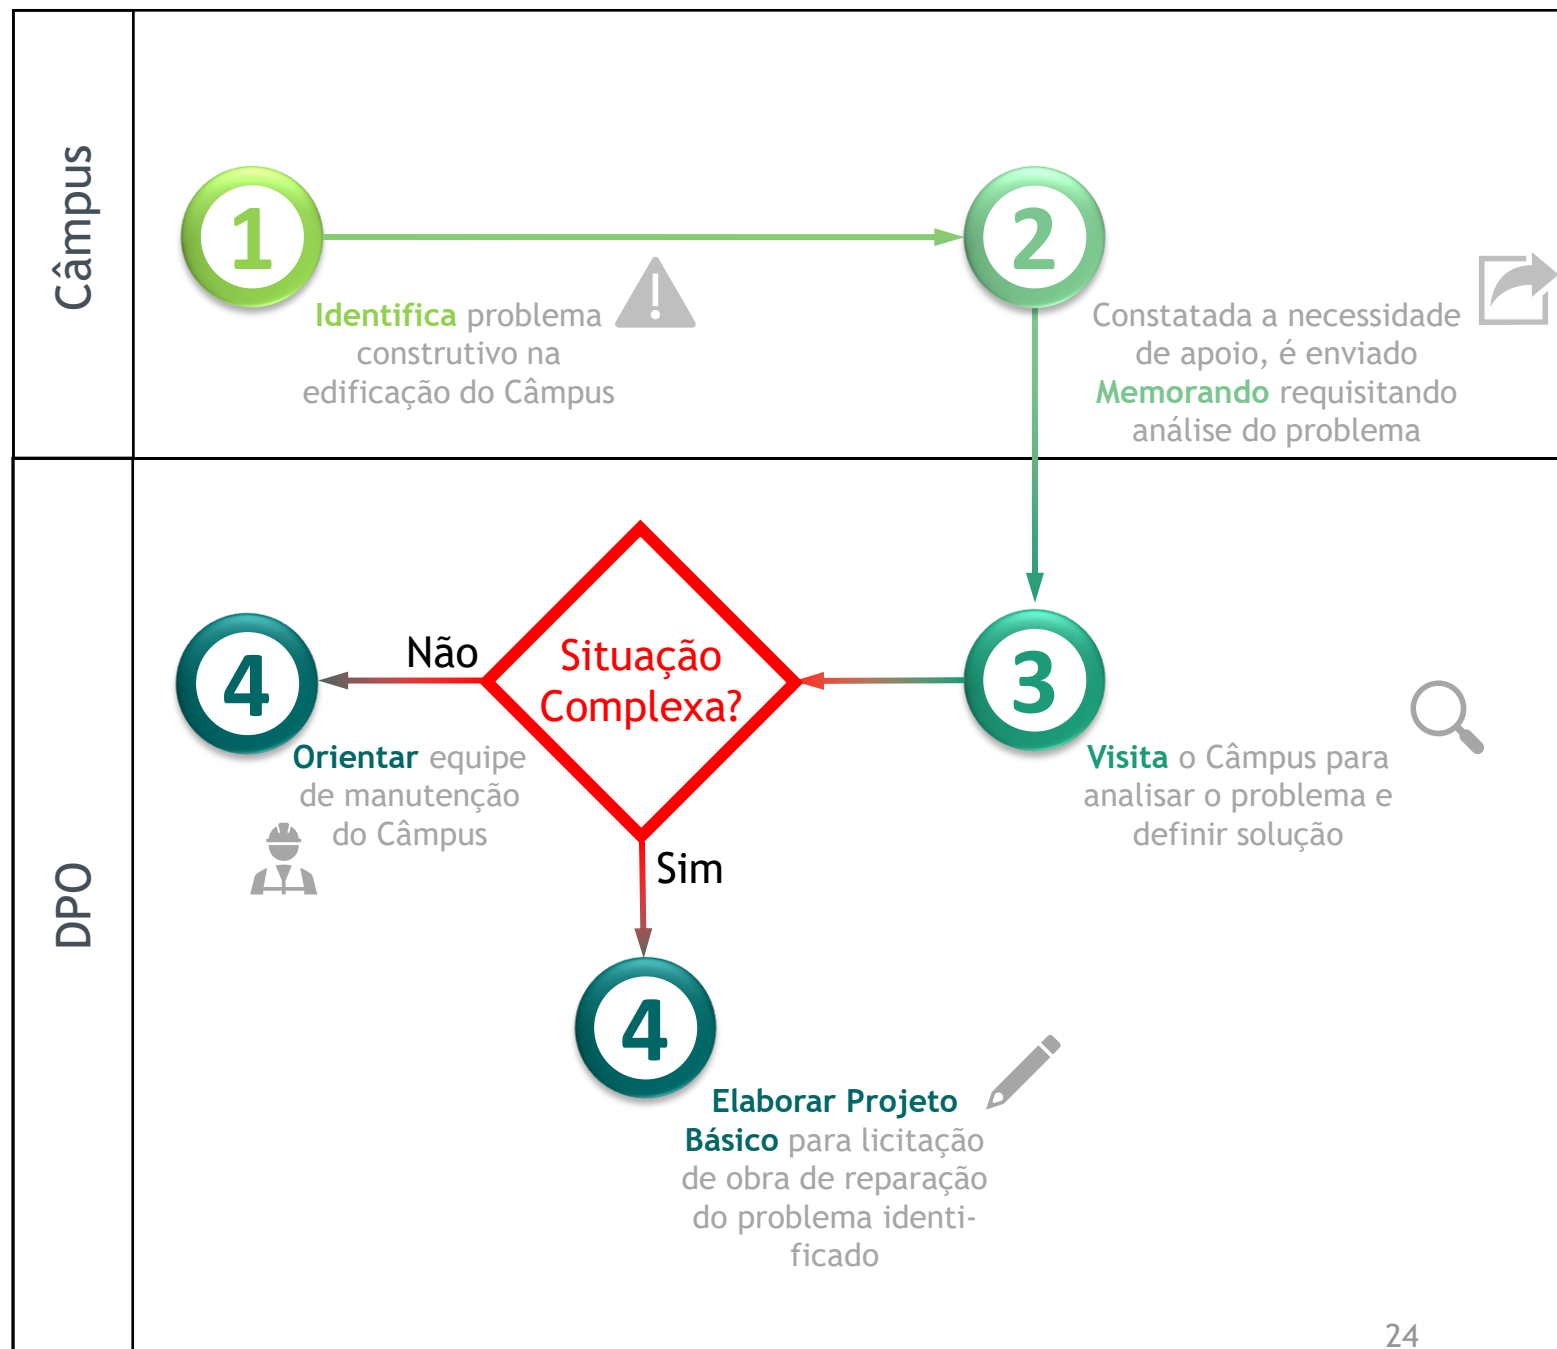 Câmpus
1
Identifica problema
construtivo na
edificação do Câmpus
2
Constatada a necessidade
de apoio, é enviado
Memorando requisitando
análise do problema
DPO
3
Visita o Câmpus para
analisar o problema e
definir solução
Situação
Complexa?
Não
4
Orientar equipe
de manutenção
do Câmpus
Sim
4
Elaborar Projeto
Básico para licitação
de obra de reparação
do problema identi-
ficado
24